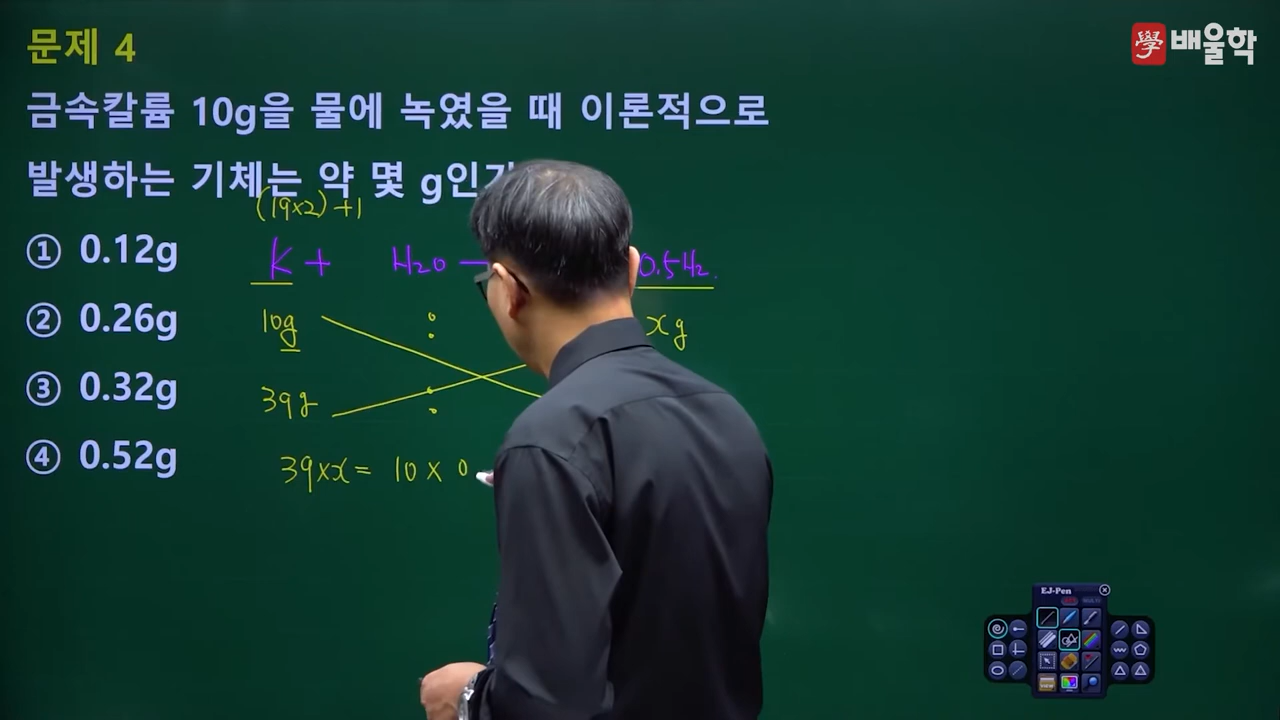 문제 4
學 배울학
금속칼륨 10g을 물에 녹였을 때 이론적으로
발생하는 기체는 약 몇 g인가
(19x2)+1
① 0.12g
K + H₂O 0.5H₂.
② 0.26g
10g : xg
③ 0.32g
39g :
④ 0.52g
39xx = 10 x 0
EJ-Pen